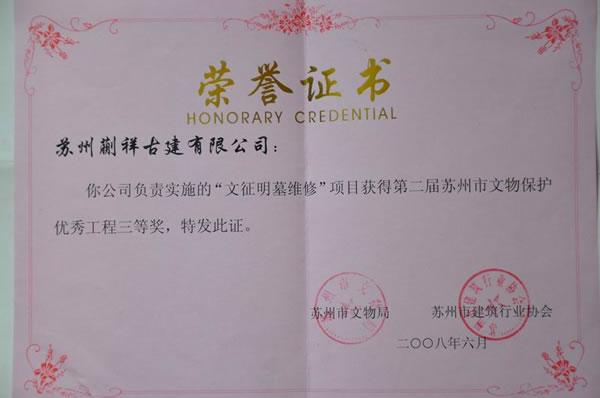 荣誉证书
HONORARY CREDENTIAL
苏州蒯祥古建有限公司：
你公司负责实施的“文征明墓维修”项目获得第二届苏州市文物保护
优秀工程三等奖，特发此证。
苏州市文物局 苏州市建筑行业协会
二〇〇八年六月